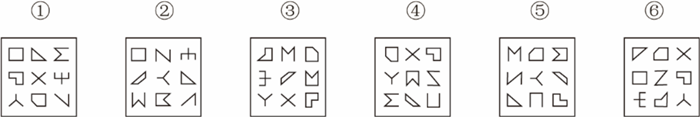 ① ② ③ ④ ⑤ ⑥